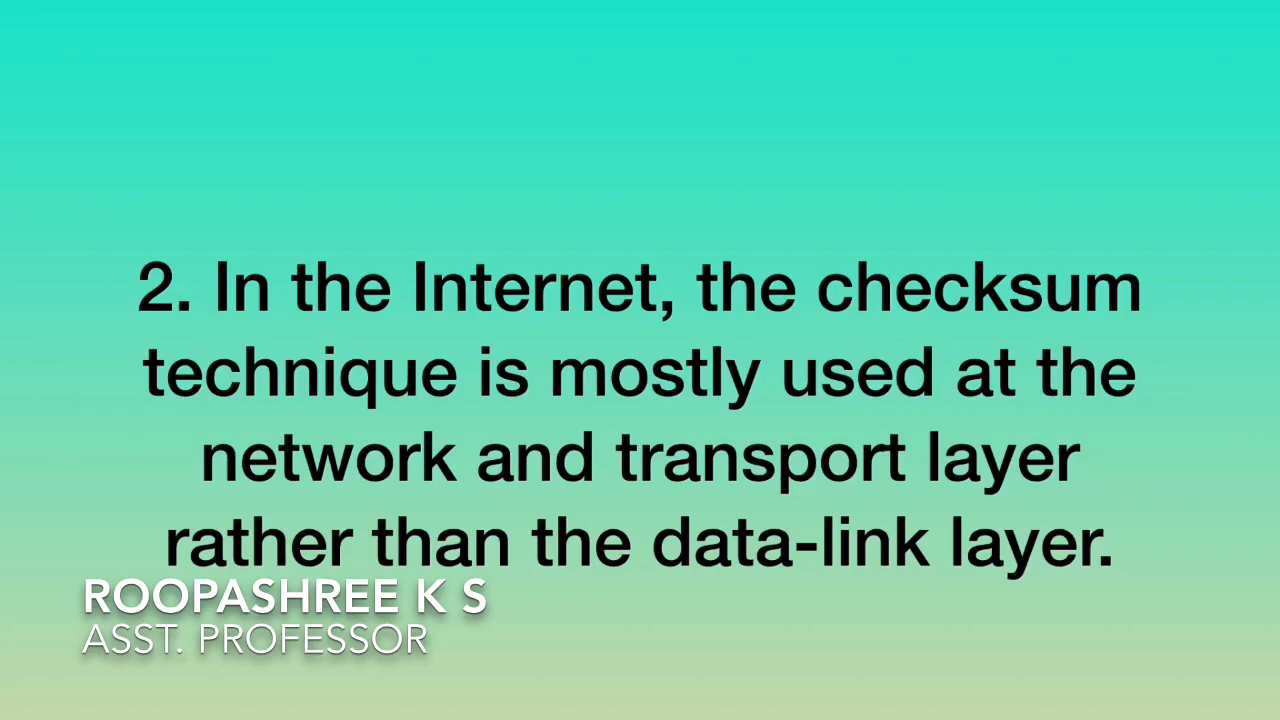 2. In the Internet, the checksum
technique is mostly used at the
network and transport layer
rather than the data-link layer.
ROOPASHREE K S
ASST. PROFESSOR